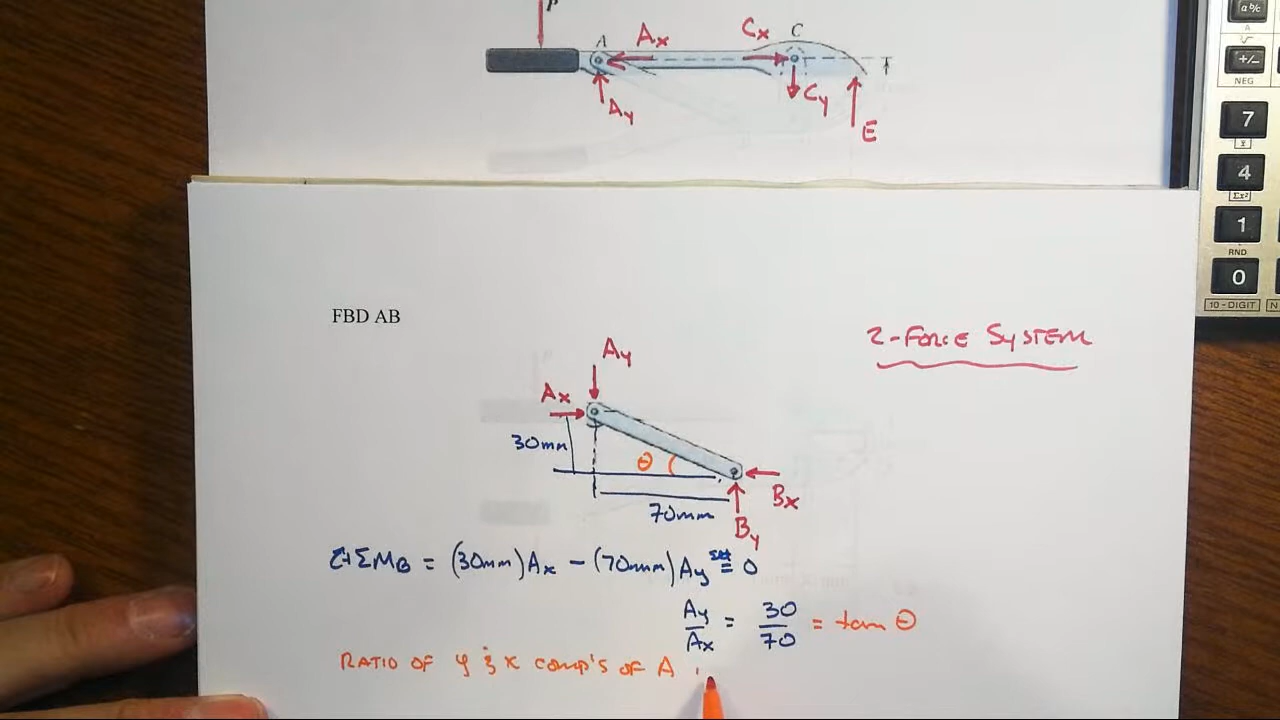 P
A Ax Cx C
Ay Cy E
a b/c
A
√
+/-
NEG
7
x̄
4
Σx²
1
RND
0
10-DIGIT
FBD AB
2-FORCE SYSTEM
Ay
Ax
30mm θ
70mm Bx
By
↺+ΣMB = (30mm)Ax - (70mm)Ay set= 0
Ay/Ax = 30/70 = tan θ
RATIO OF y & x COMP'S OF A